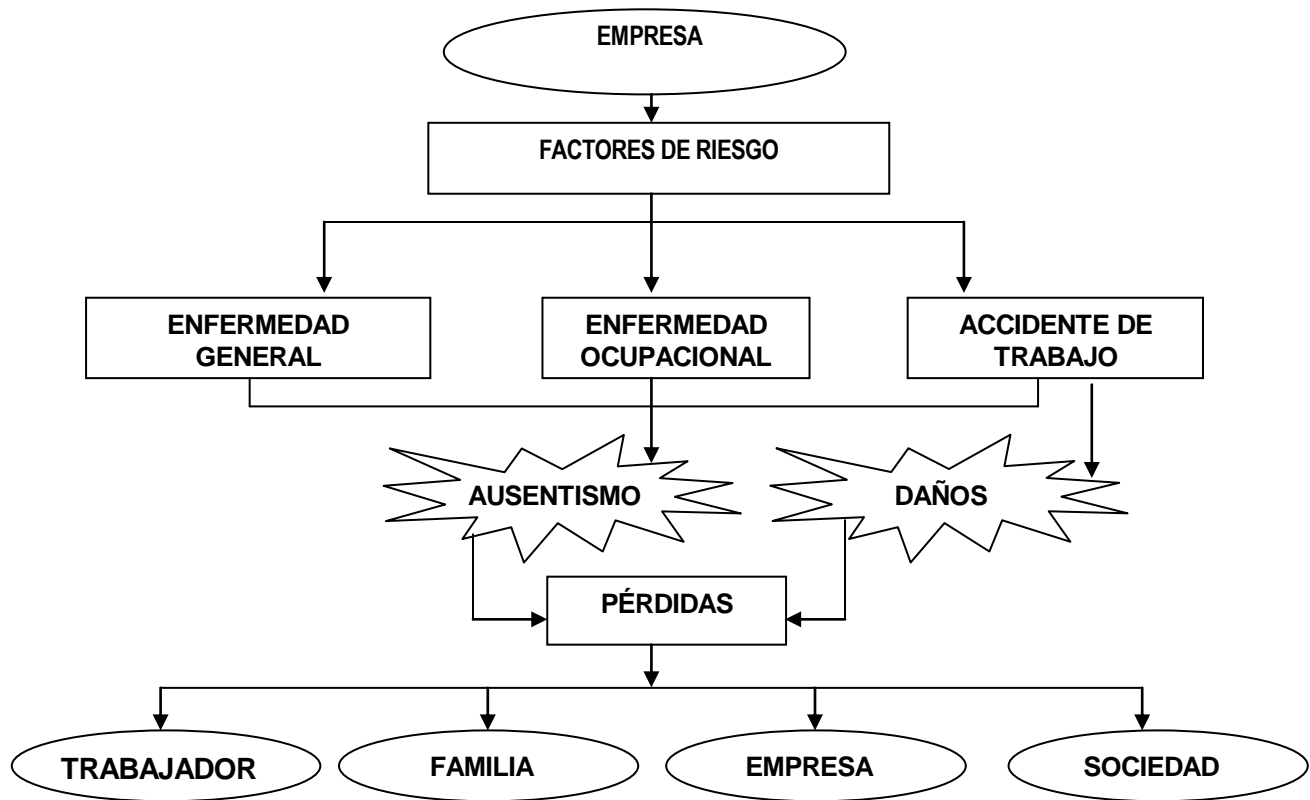 EMPRESA
FACTORES DE RIESGO
ENFERMEDAD
GENERAL
ENFERMEDAD
OCUPACIONAL
ACCIDENTE DE
TRABAJO
AUSENTISMO
DAÑOS
PÉRDIDAS
TRABAJADOR
FAMILIA
EMPRESA
SOCIEDAD